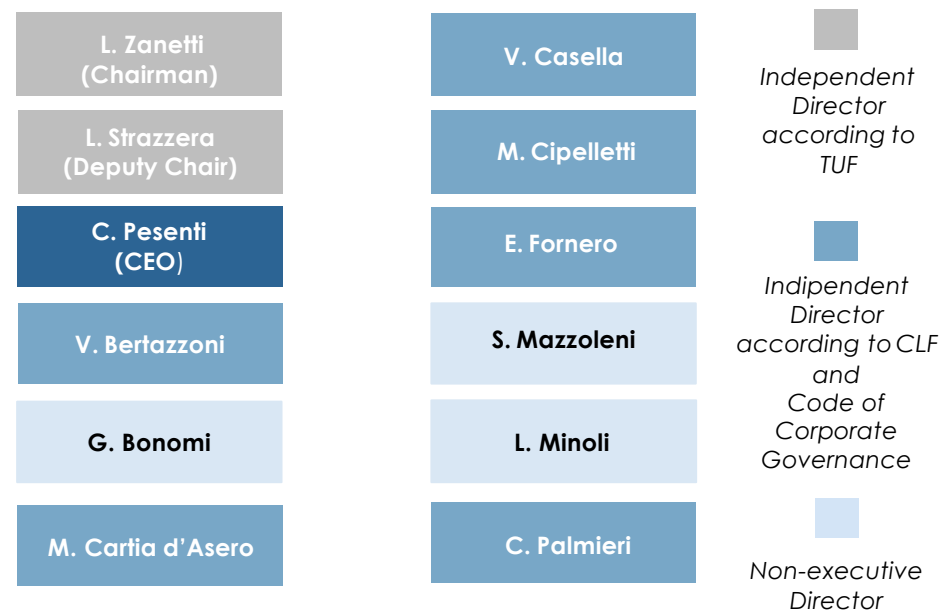 L. Zanetti
(Chairman)
L. Strazzera
(Deputy Chair)
C. Pesenti
(CEO)
V. Bertazzoni
G. Bonomi
M. Cartia d’Asero
V. Casella
M. Cipelletti
E. Fornero
S. Mazzoleni
L. Minoli
C. Palmieri
Independent
Director
according to
TUF
Indipendent
Director
according to CLF
and
Code of
Corporate
Governance
Non-executive
Director